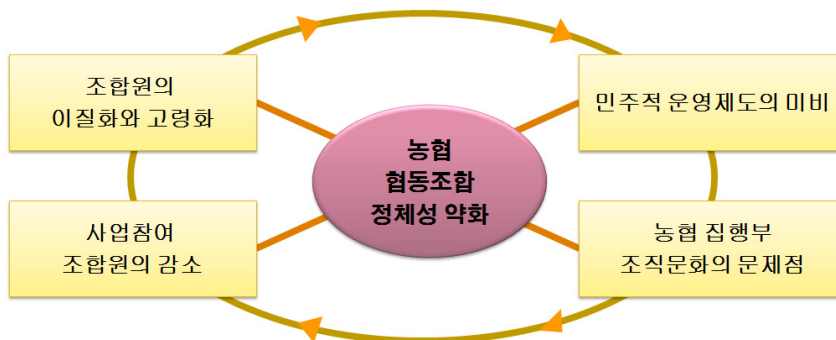 조합원의
이질화와 고령화
민주적 운영제도의 미비
농협
협동조합
정체성 약화
사업참여
조합원의 감소
농협 집행부
조직문화의 문제점